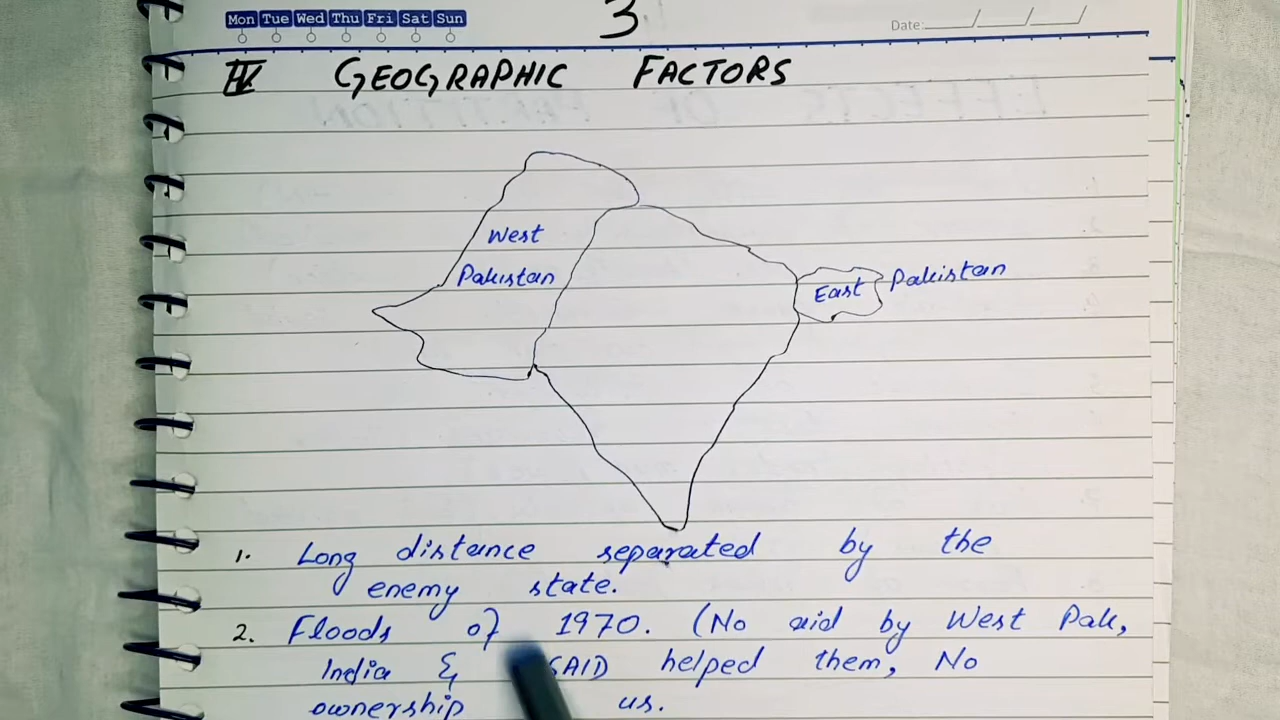 Mon Tue Wed Thu Fri Sat Sun
3
Date:
IV GEOGRAPHIC FACTORS
West
Pakistan
East Pakistan
1. Long distance separated by the
enemy state.
2. Floods of 1970. (No aid by West Pak,
India & SAID helped them, No
ownership us.